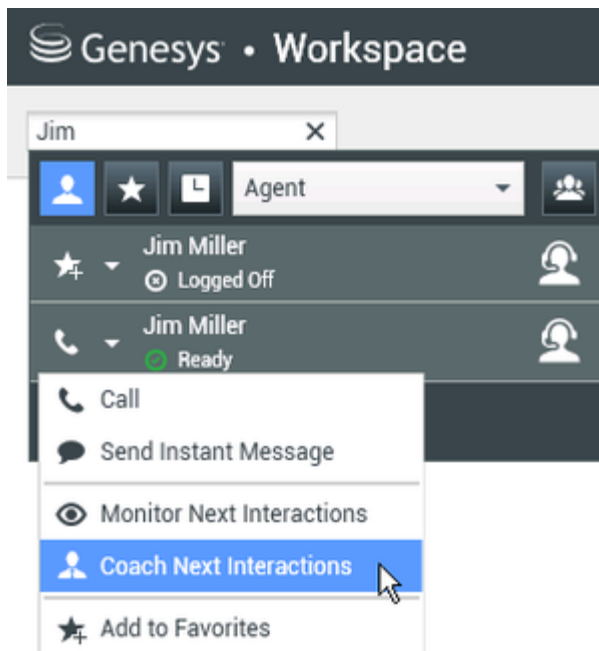 Genesys • Workspace
Jim
Agent
Jim Miller
Logged Off
Jim Miller
Ready
Call
Send Instant Message
Monitor Next Interactions
Coach Next Interactions
Add to Favorites